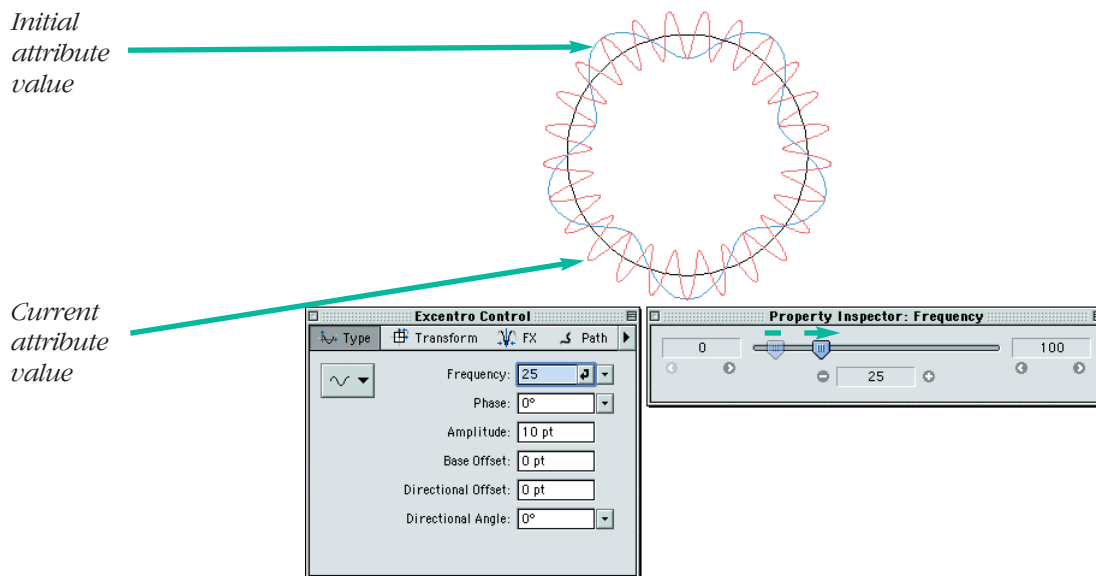 Initial
attribute
value
Current
attribute
value
Excentro Control
Type Transform FX Path
Frequency: 25
Phase: 0°
Amplitude: 10 pt
Base Offset: 0 pt
Directional Offset: 0 pt
Directional Angle: 0°
Property Inspector: Frequency
0 100
25